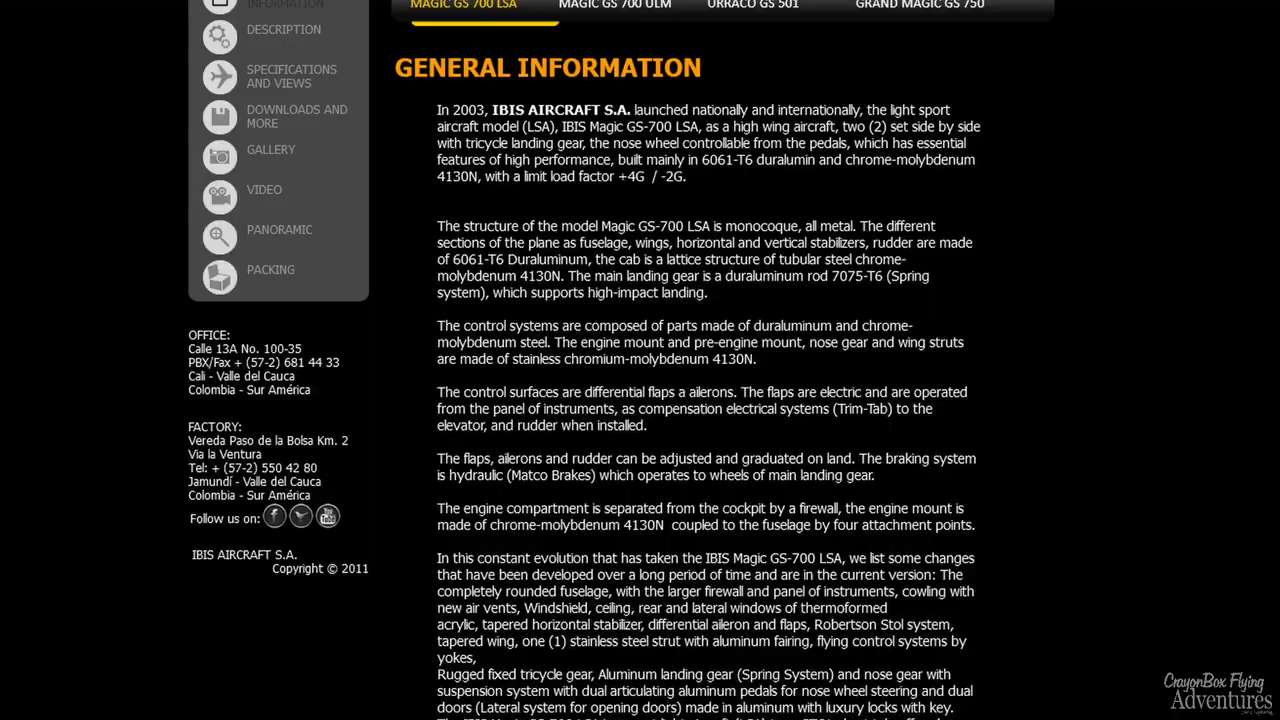 INFORMATION
DESCRIPTION
SPECIFICATIONS
AND VIEWS
DOWNLOADS AND
MORE
GALLERY
VIDEO
PANORAMIC
PACKING
OFFICE:
Calle 13A No. 100-35
PBX/Fax + (57-2) 681 44 33
Cali - Valle del Cauca
Colombia - Sur América
FACTORY:
Vereda Paso de la Bolsa Km. 2
Via la Ventura
Tel: + (57-2) 550 42 80
Jamundí - Valle del Cauca
Colombia - Sur América
Follow us on:
You Tube
IBIS AIRCRAFT S.A.
Copyright © 2011
MAGIC GS 700 LSA MAGIC GS 700 ULM URRACO GS 501 GRAND MAGIC GS 750
GENERAL INFORMATION
In 2003, IBIS AIRCRAFT S.A. launched nationally and internationally, the light sport
aircraft model (LSA), IBIS Magic GS-700 LSA, as a high wing aircraft, two (2) set side by side
with tricycle landing gear, the nose wheel controllable from the pedals, which has essential
features of high performance, built mainly in 6061-T6 duralumin and chrome-molybdenum
4130N, with a limit load factor +4G / -2G.
The structure of the model Magic GS-700 LSA is monocoque, all metal. The different
sections of the plane as fuselage, wings, horizontal and vertical stabilizers, rudder are made
of 6061-T6 Duraluminum, the cab is a lattice structure of tubular steel chrome-
molybdenum 4130N. The main landing gear is a duraluminum rod 7075-T6 (Spring
system), which supports high-impact landing.
The control systems are composed of parts made of duraluminum and chrome-
molybdenum steel. The engine mount and pre-engine mount, nose gear and wing struts
are made of stainless chromium-molybdenum 4130N.
The control surfaces are differential flaps a ailerons. The flaps are electric and are operated
from the panel of instruments, as compensation electrical systems (Trim-Tab) to the
elevator, and rudder when installed.
The flaps, ailerons and rudder can be adjusted and graduated on land. The braking system
is hydraulic (Matco Brakes) which operates to wheels of main landing gear.
The engine compartment is separated from the cockpit by a firewall, the engine mount is
made of chrome-molybdenum 4130N coupled to the fuselage by four attachment points.
In this constant evolution that has taken the IBIS Magic GS-700 LSA, we list some changes
that have been developed over a long period of time and are in the current version: The
completely rounded fuselage, with the larger firewall and panel of instruments, cowling with
new air vents, Windshield, ceiling, rear and lateral windows of thermoformed
acrylic, tapered horizontal stabilizer, differential aileron and flaps, Robertson Stol system,
tapered wing, one (1) stainless steel strut with aluminum fairing, flying control systems by
yokes,
Rugged fixed tricycle gear, Aluminum landing gear (Spring System) and nose gear with
suspension system with dual articulating aluminum pedals for nose wheel steering and dual
doors (Lateral system for opening doors) made in aluminum with luxury locks with key.
CrayonBox Flying
Adventures